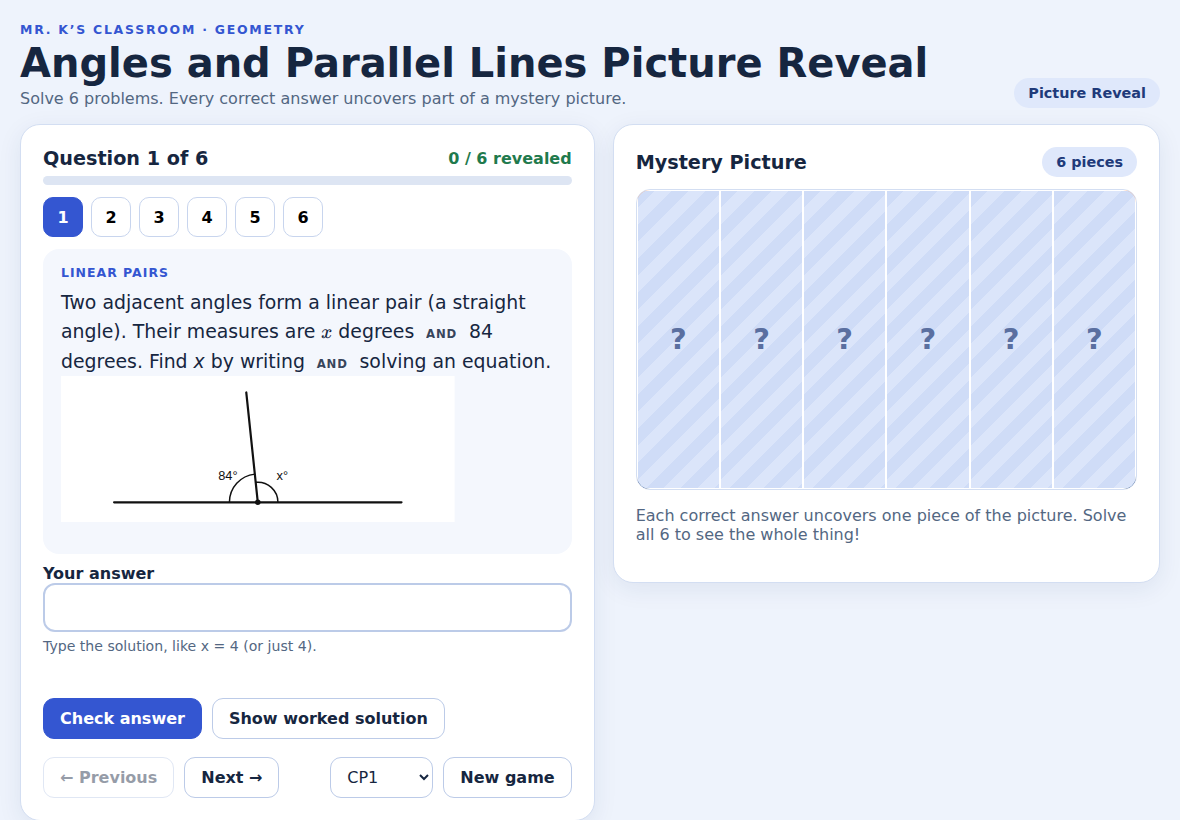 MR. K’S CLASSROOM · GEOMETRY
Angles and Parallel Lines Picture Reveal
Solve 6 problems. Every correct answer uncovers part of a mystery picture.
Picture Reveal
Question 1 of 6
0 / 6 revealed
1 2 3 4 5 6
LINEAR PAIRS
Two adjacent angles form a linear pair (a straight
angle). Their measures are x degrees AND 84
degrees. Find x by writing AND solving an equation.
84° x°
Your answer
Type the solution, like x = 4 (or just 4).
Check answer
Show worked solution
← Previous
Next →
CP1
New game
Mystery Picture
6 pieces
? ? ? ? ? ?
Each correct answer uncovers one piece of the picture. Solve
all 6 to see the whole thing!